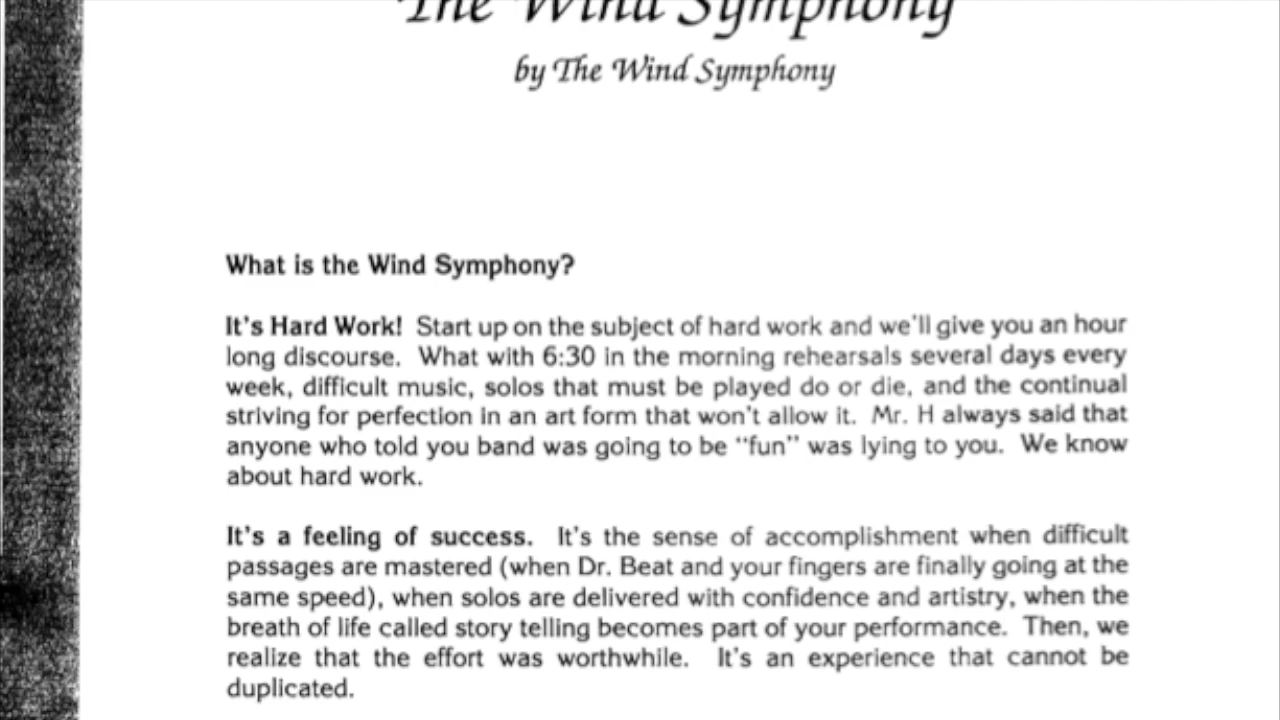 The Wind Symphony
by The Wind Symphony
What is the Wind Symphony?
It's Hard Work! Start up on the subject of hard work and we'll give you an hour
long discourse. What with 6:30 in the morning rehearsals several days every
week, difficult music, solos that must be played do or die, and the continual
striving for perfection in an art form that won't allow it. Mr. H always said that
anyone who told you band was going to be "fun" was lying to you. We know
about hard work.
It's a feeling of success. It's the sense of accomplishment when difficult
passages are mastered (when Dr. Beat and your fingers are finally going at the
same speed), when solos are delivered with confidence and artistry, when the
breath of life called story telling becomes part of your performance. Then, we
realize that the effort was worthwhile. It's an experience that cannot be
duplicated.